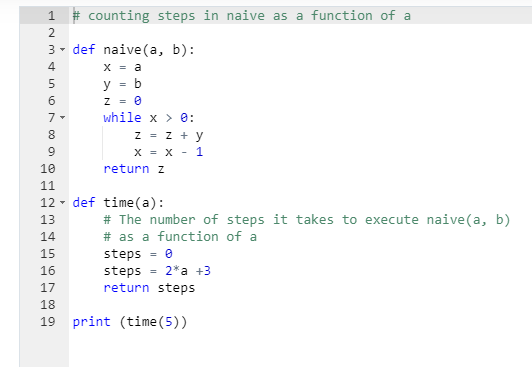 1 # counting steps in naive as a function of a
2
3 def naive(a, b):
4     x = a
5     y = b
6     z = 0
7     while x > 0:
8         z = z + y
9         x = x - 1
10     return z
11
12 def time(a):
13     # The number of steps it takes to execute naive(a, b)
14     # as a function of a
15     steps = 0
16     steps = 2*a +3
17     return steps
18
19 print (time(5))